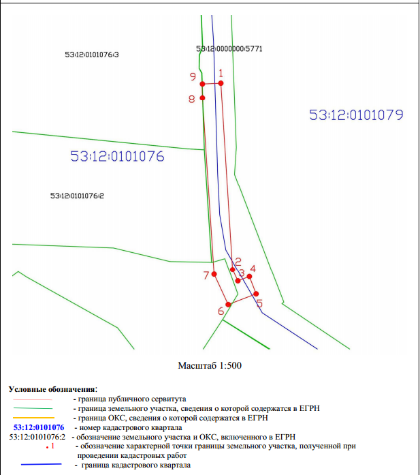 53:12:0101076:3
53:12:0000000:5771
9
1
8
53:12:0101079
53:12:0101076
53:12:0101076:2
2
7
3
4
5
6
Масштаб 1:500
Условные обозначения:
- граница публичного сервитута
- граница земельного участка, сведения о которой содержатся в ЕГРН
- граница ОКС, сведения о которой содержатся в ЕГРН
53:12:0101076 - номер кадастрового квартала
53:12:0101076:2 - обозначение земельного участка и ОКС, включенного в ЕГРН
1 - обозначение характерной точки границы земельного участка, полученной при
проведении кадастровых работ
- граница кадастрового квартала